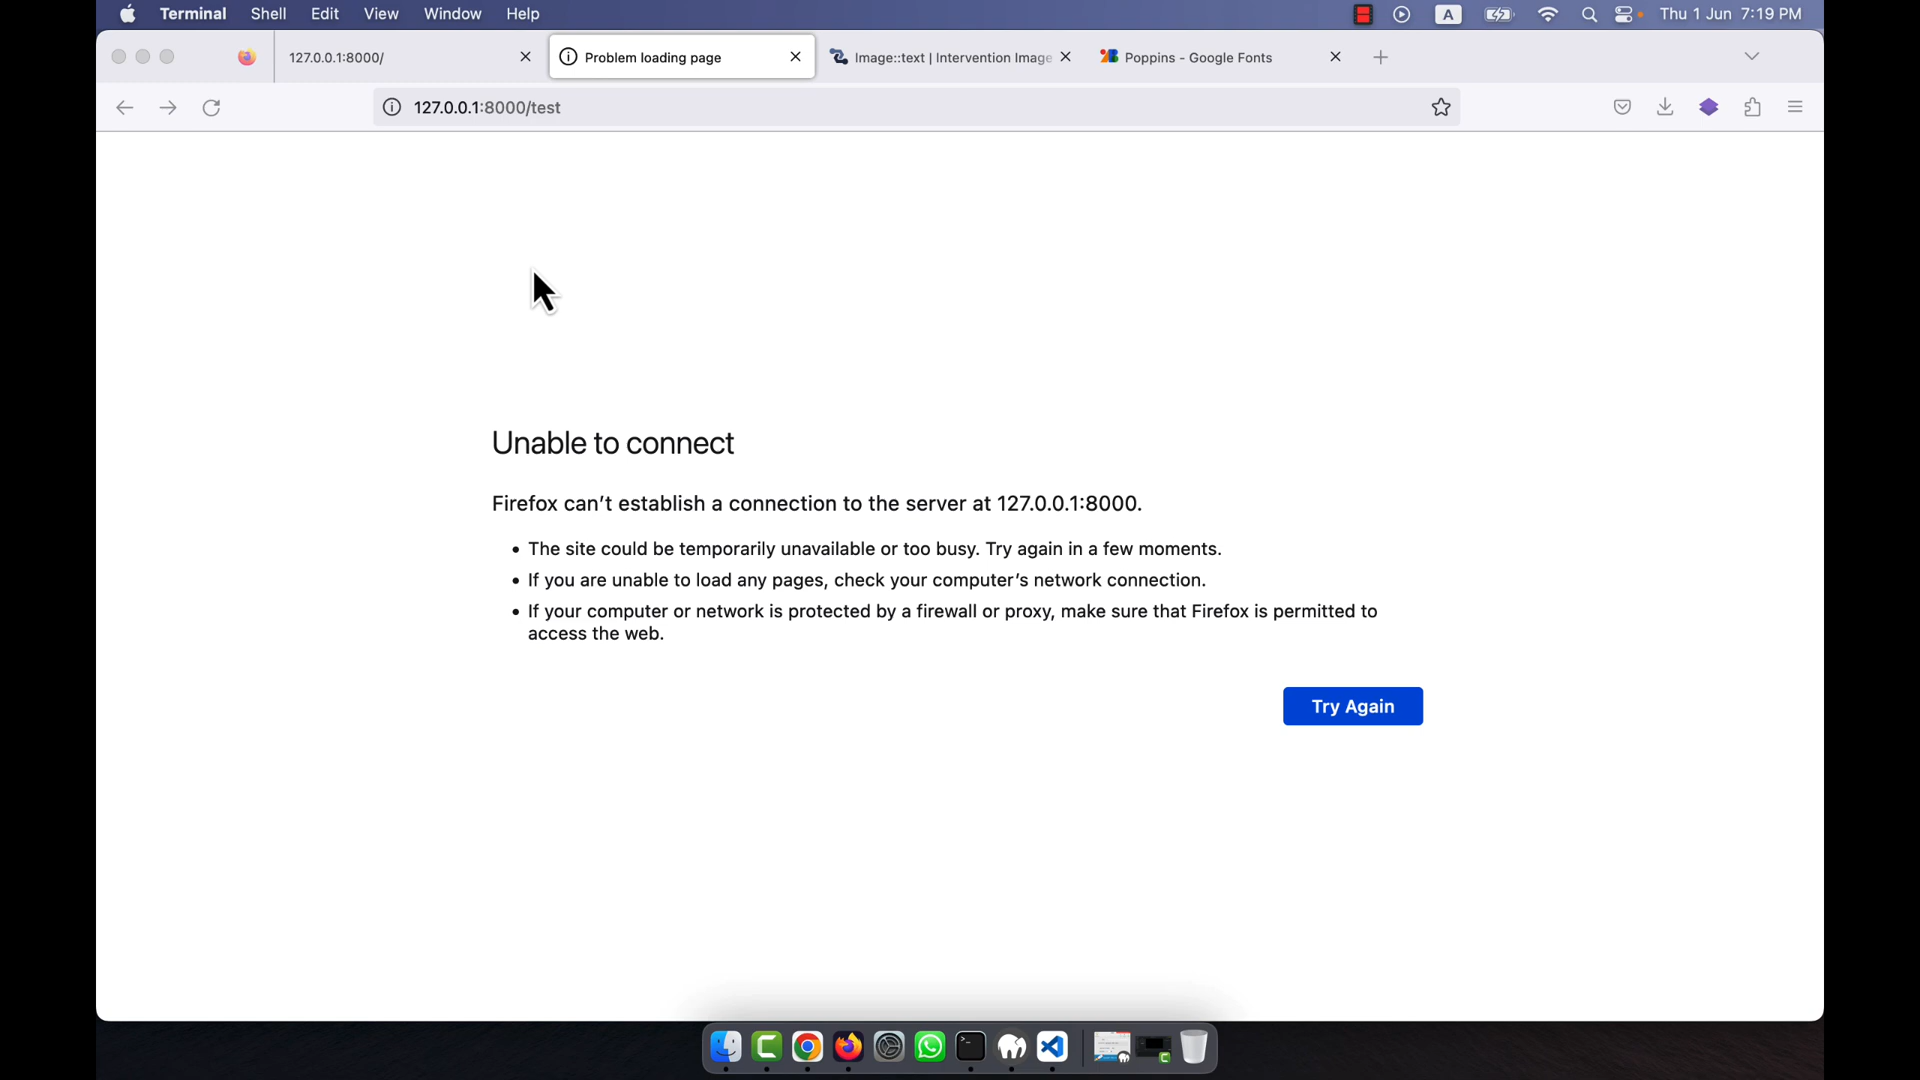 Terminal Shell Edit View Window Help A Thu 1 Jun 7:19 PM
127.0.0.1:8000/ Problem loading page Image::text | Intervention Image Poppins - Google Fonts
127.0.0.1:8000/test
Unable to connect
Firefox can’t establish a connection to the server at 127.0.0.1:8000.
• The site could be temporarily unavailable or too busy. Try again in a few moments.
• If you are unable to load any pages, check your computer’s network connection.
• If your computer or network is protected by a firewall or proxy, make sure that Firefox is permitted to
access the web.
Try Again